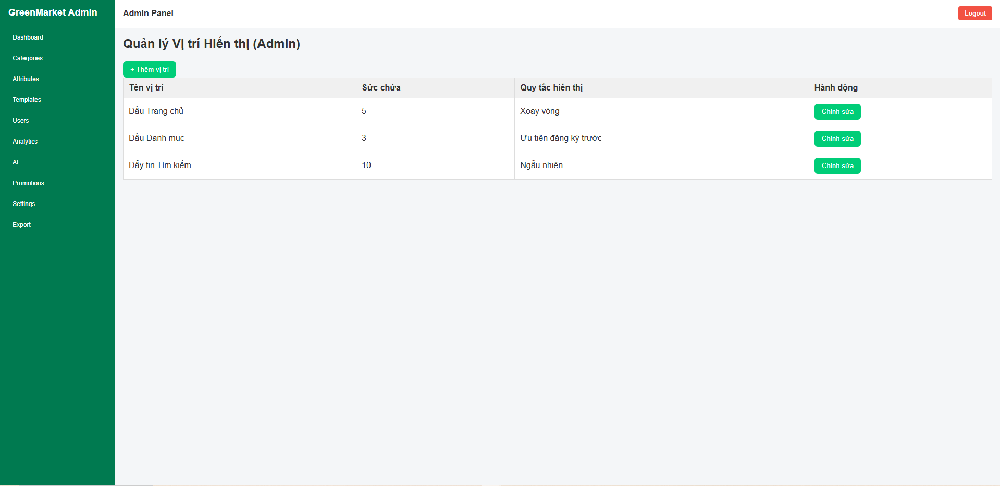 GreenMarket Admin
Dashboard
Categories
Attributes
Templates
Users
Analytics
AI
Promotions
Settings
Export
Admin Panel
Logout
Quản lý Vị trí Hiển thị (Admin)
+ Thêm vị trí
Tên vị trí Sức chứa Quy tắc hiển thị Hành động
Đầu Trang chủ 5 Xoay vòng Chỉnh sửa
Đầu Danh mục 3 Ưu tiên đăng ký trước Chỉnh sửa
Đẩy tin Tìm kiếm 10 Ngẫu nhiên Chỉnh sửa